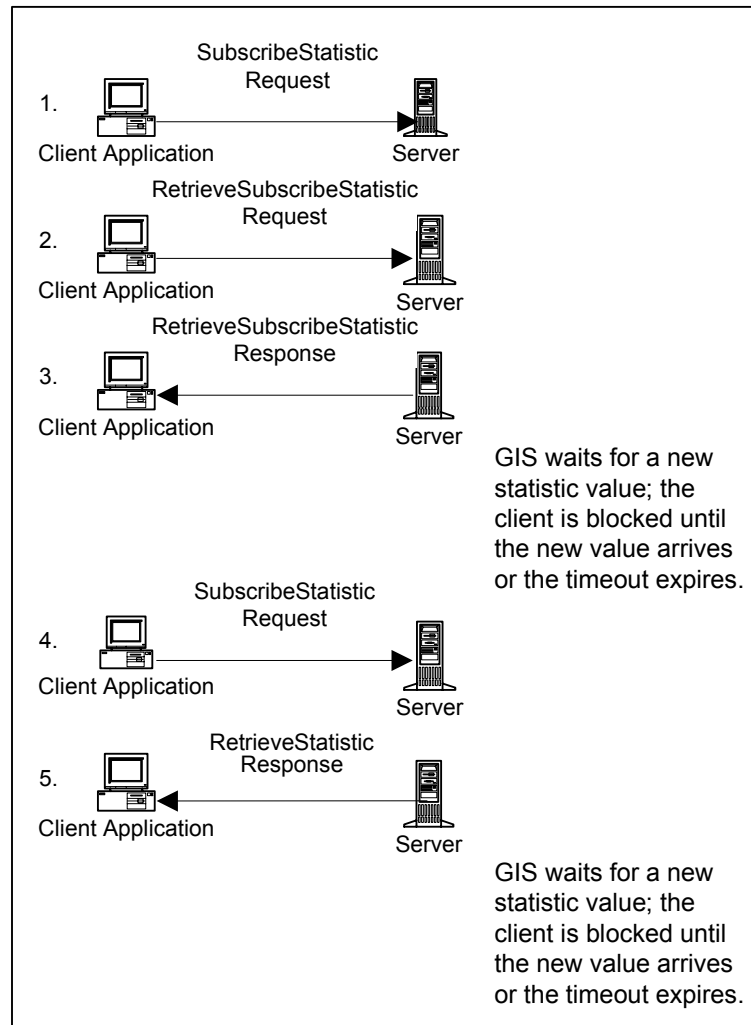 SubscribeStatistic
Request
1.
Client Application
Server
RetrieveSubscribeStatistic
Request
2.
Client Application
Server
RetrieveSubscribeStatistic
Response
3.
Client Application
Server
GIS waits for a new
statistic value; the
client is blocked until
the new value arrives
or the timeout expires.
SubscribeStatistic
Request
4.
Client Application
Server
RetrieveStatistic
Response
5.
Client Application
Server
GIS waits for a new
statistic value; the
client is blocked until
the new value arrives
or the timeout expires.